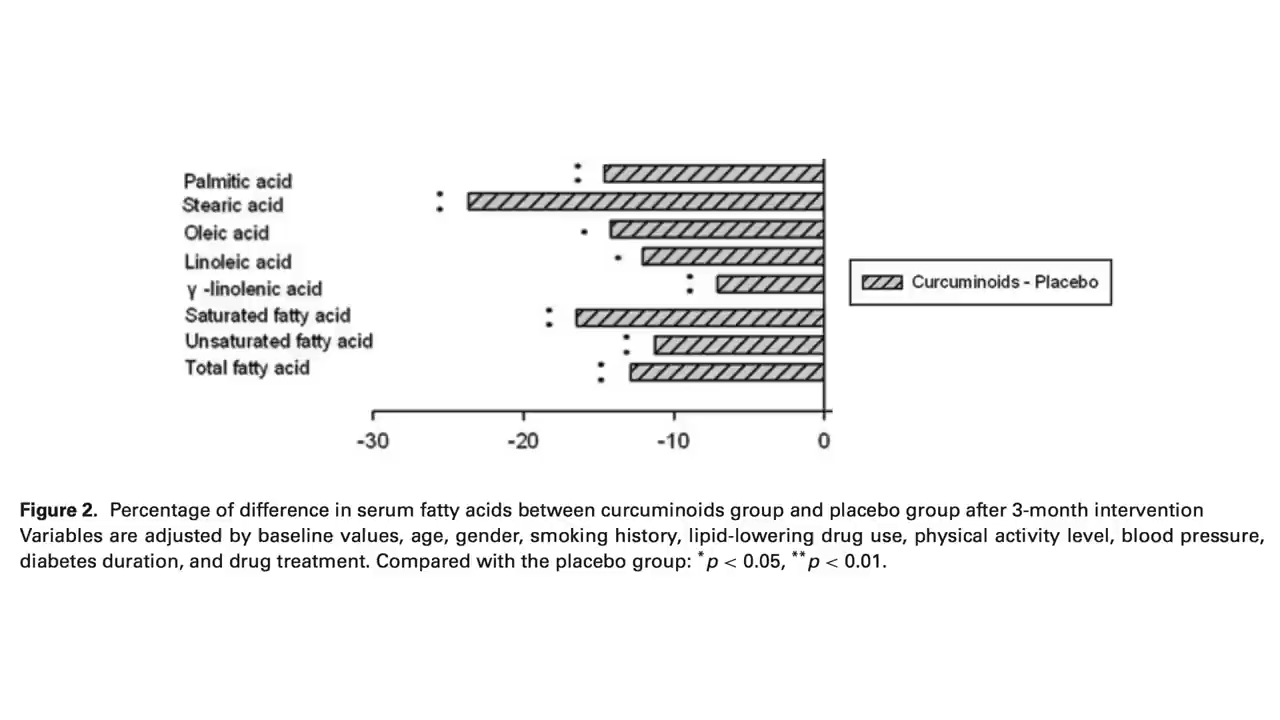 Palmitic acid
Stearic acid
Oleic acid
Linoleic acid
γ -linolenic acid
Saturated fatty acid
Unsaturated fatty acid
Total fatty acid
Curcuminoids - Placebo
-30 -20 -10 0
Figure 2. Percentage of difference in serum fatty acids between curcuminoids group and placebo group after 3-month intervention
Variables are adjusted by baseline values, age, gender, smoking history, lipid-lowering drug use, physical activity level, blood pressure,
diabetes duration, and drug treatment. Compared with the placebo group: *p < 0.05, **p < 0.01.